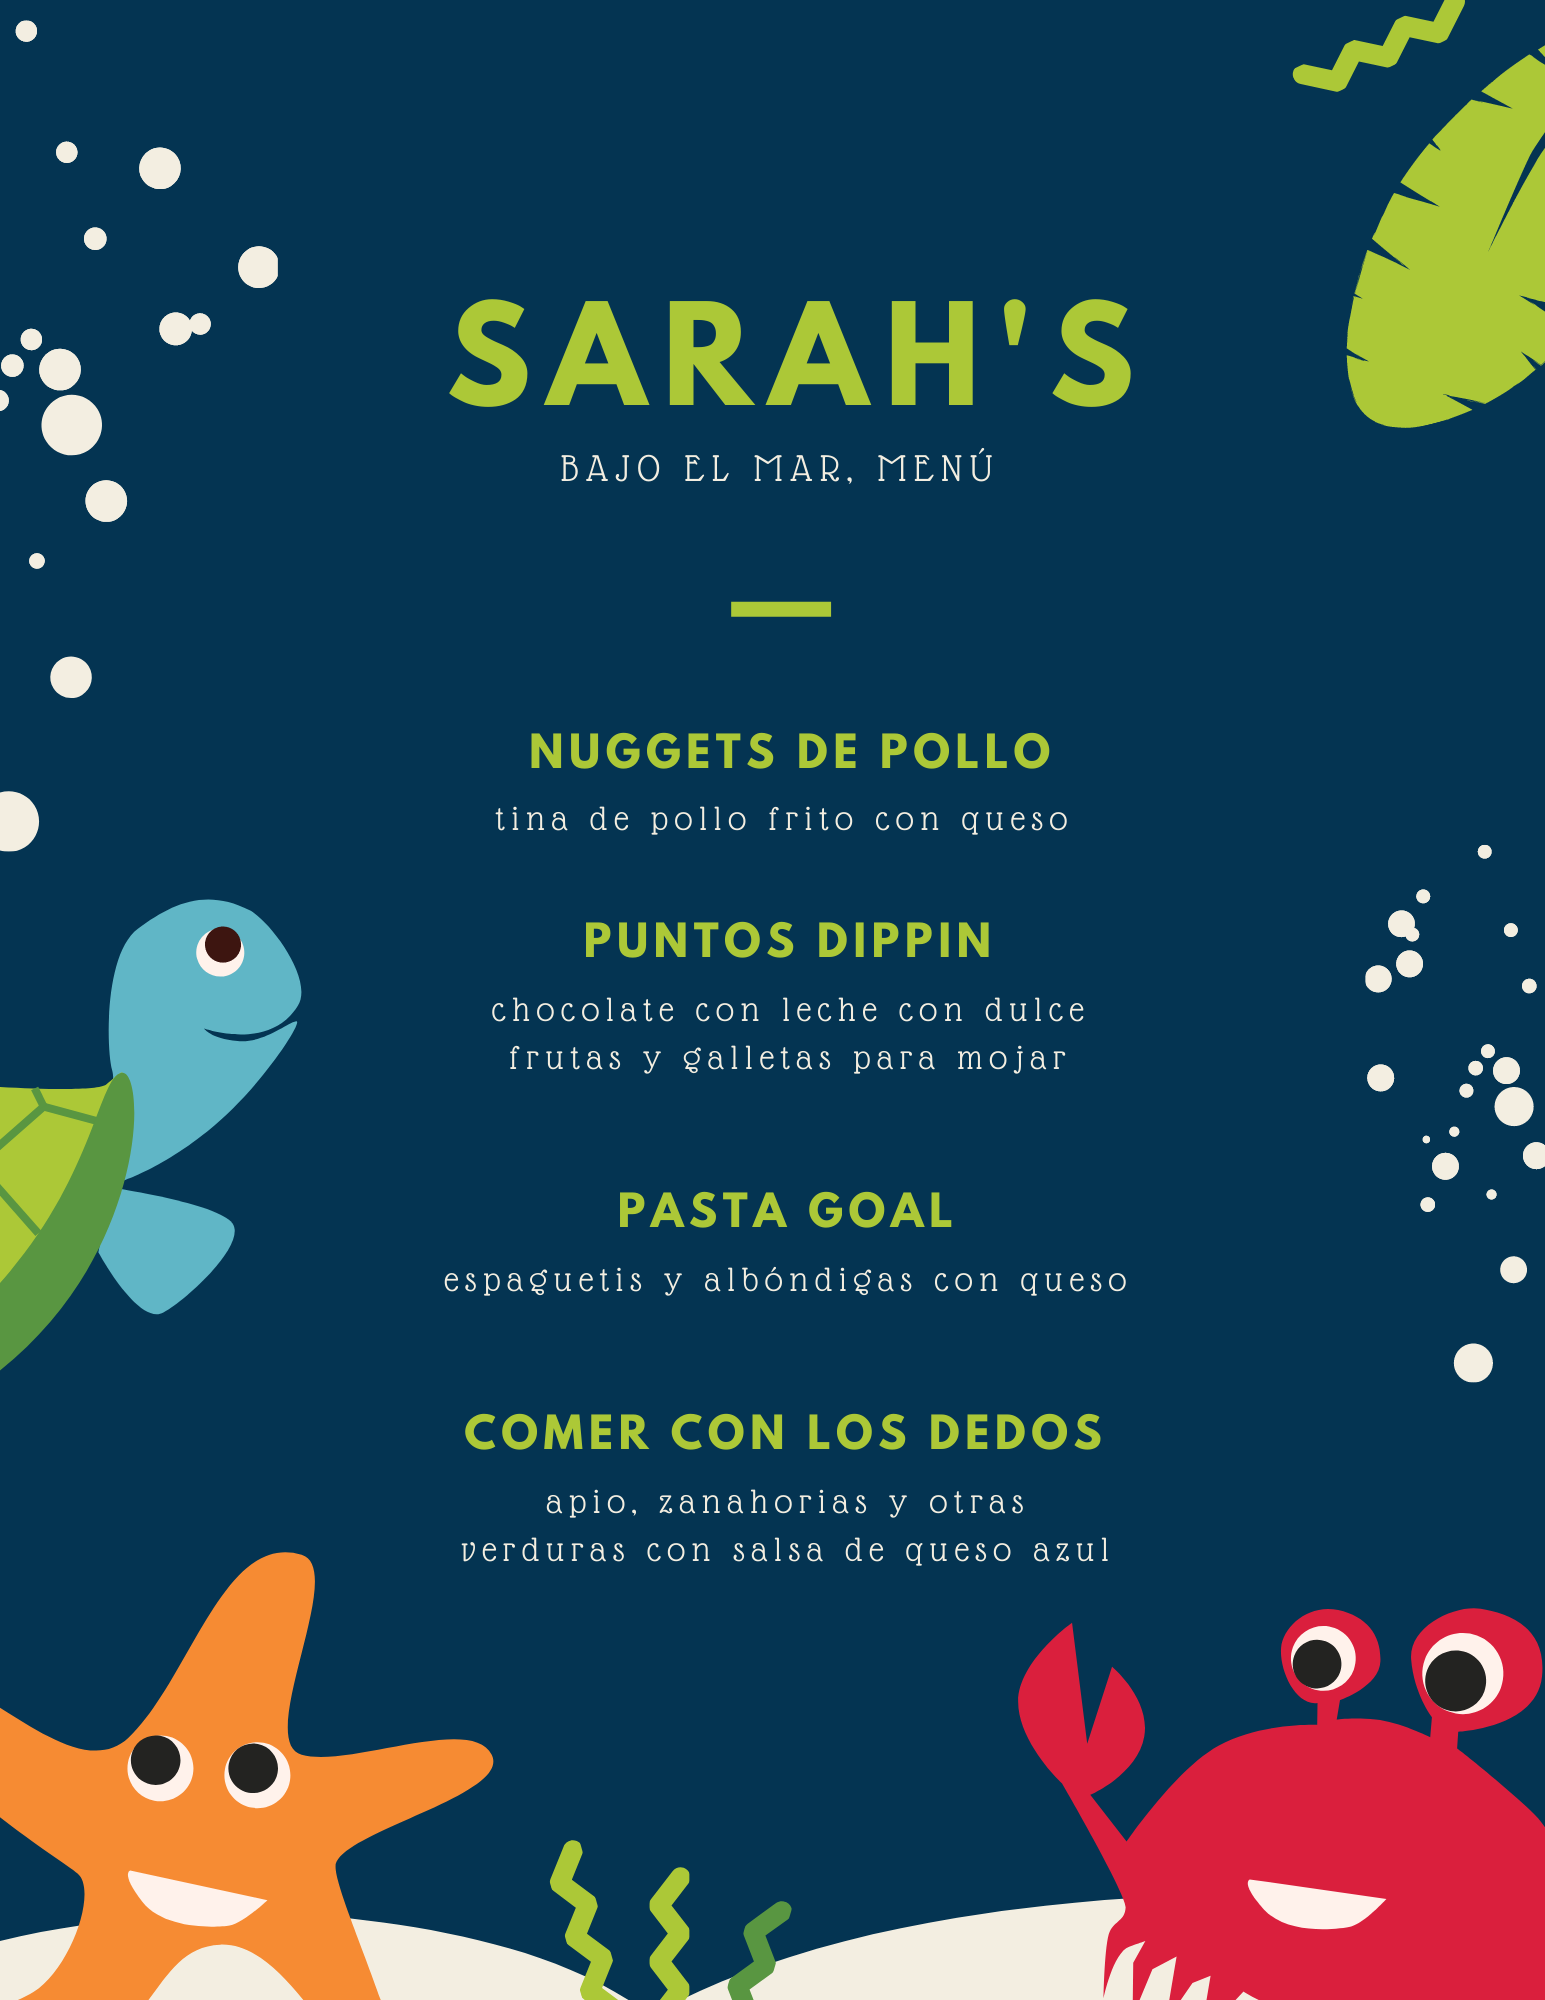 SARAH'S
BAJO EL MAR, MENÚ
NUGGETS DE POLLO
tina de pollo frito con queso
PUNTOS DIPPIN
chocolate con leche con dulce
frutas y galletas para mojar
PASTA GOAL
espaguetis y albóndigas con queso
COMER CON LOS DEDOS
apio, zanahorias y otras
verduras con salsa de queso azul